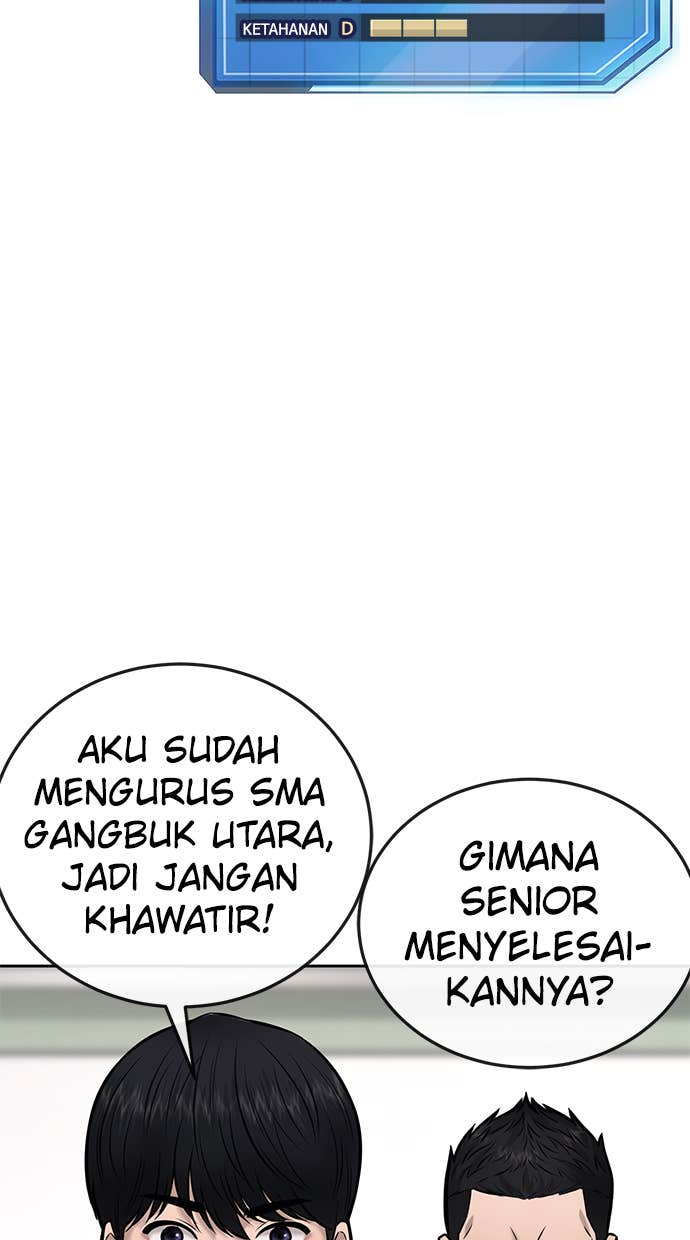 KETAHANAN D
AKU SUDAH
MENGURUS SMA
GANGBUK UTARA,
JADI JANGAN
KHAWATIR!
GIMANA
SENIOR
MENYELESAI-
KANNYA?